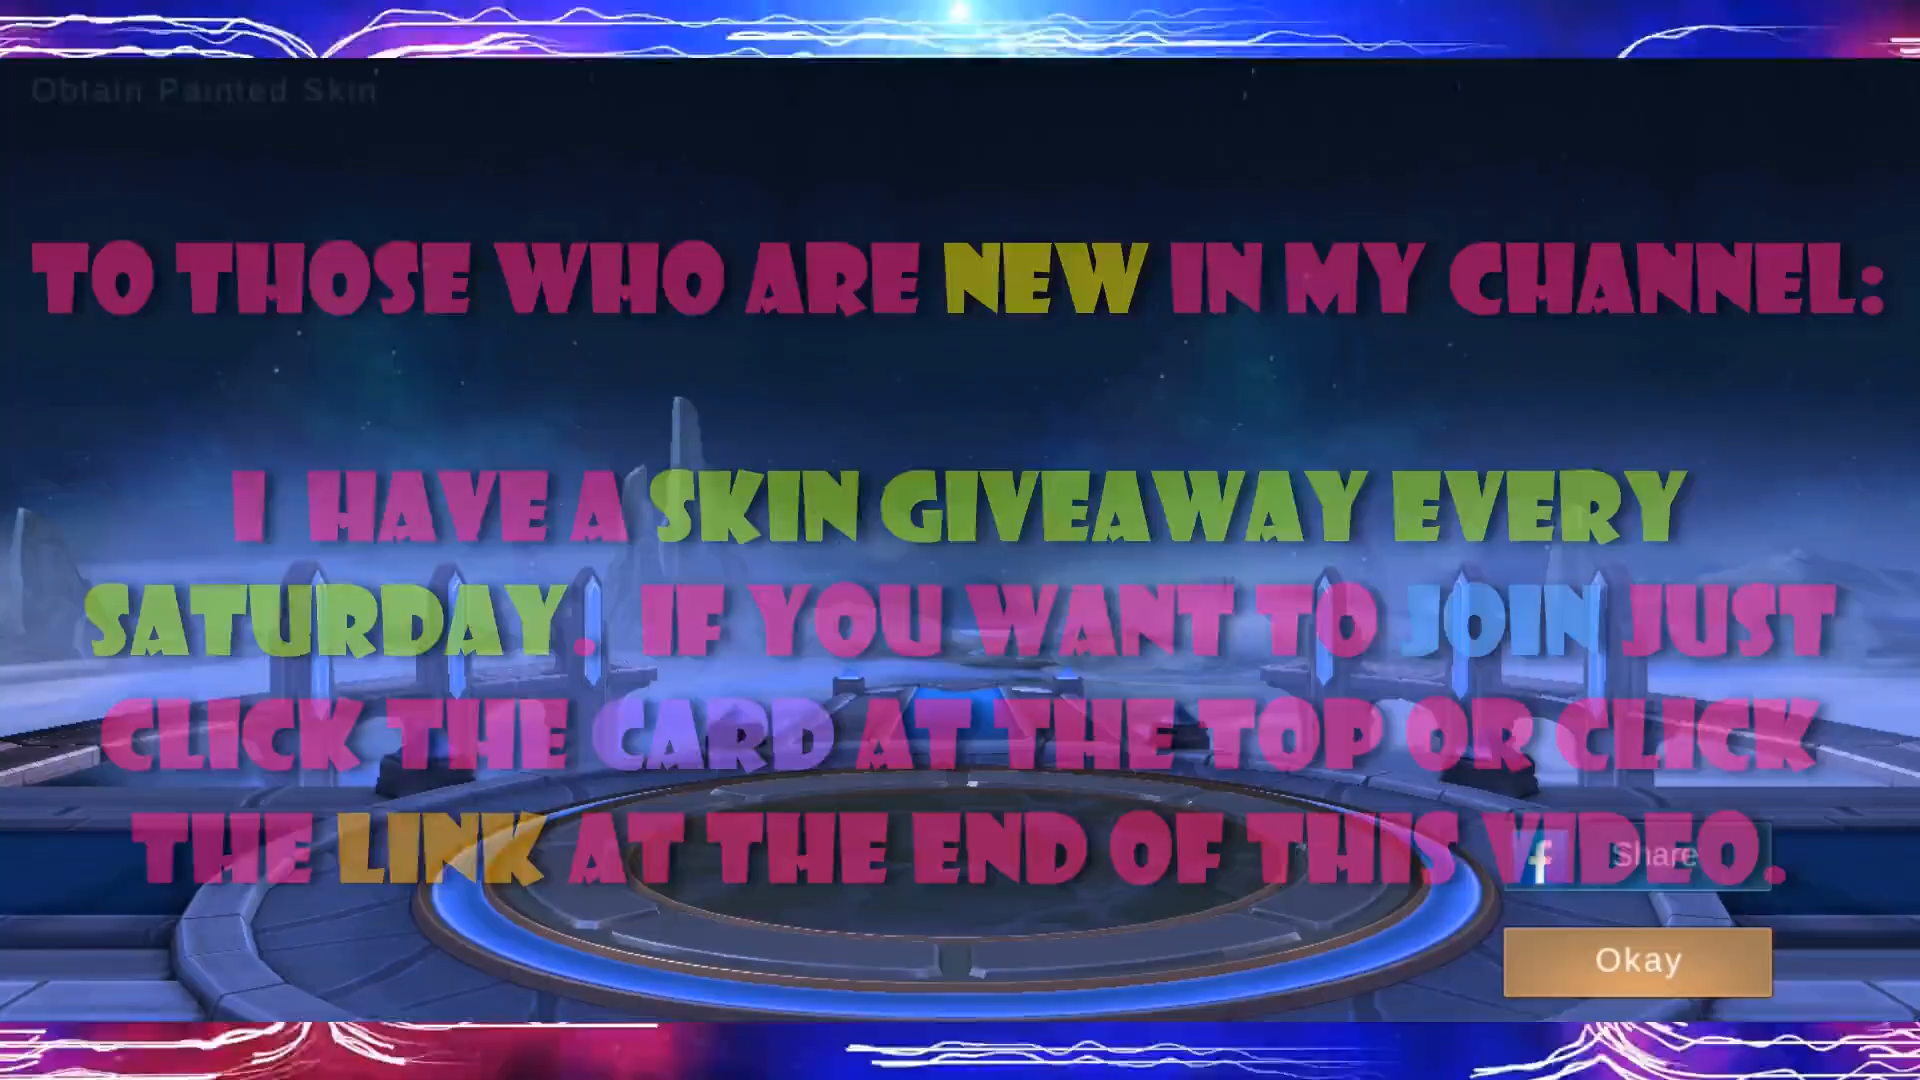 Obtain Painted Skin
TO THOSE WHO ARE NEW IN MY CHANNEL:
I HAVE A SKIN GIVEAWAY EVERY
SATURDAY. IF YOU WANT TO JOIN JUST
CLICK THE CARD AT THE TOP OR CLICK
THE LINK AT THE END OF THIS VIDEO.
f Share
Okay